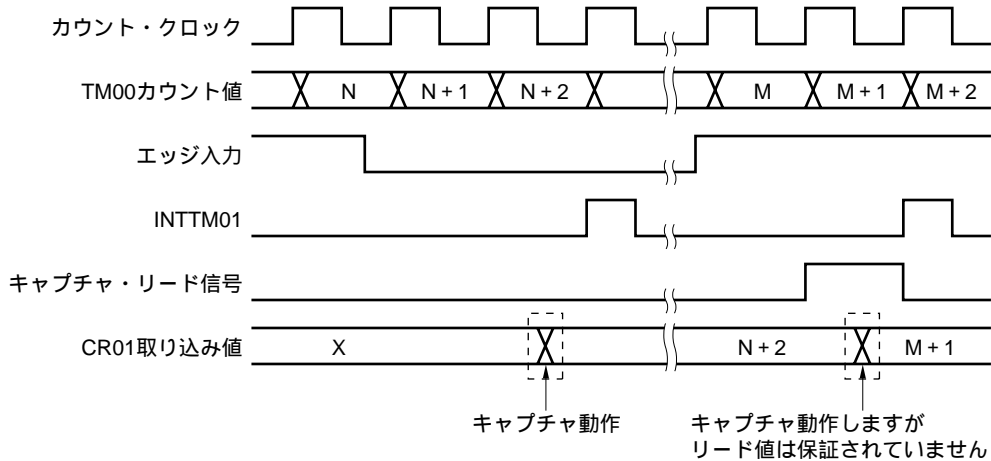 カウント・クロック
TM00カウント値 N N + 1 N + 2 M M + 1 M + 2
エッジ入力
INTTM01
キャプチャ・リード信号
CR01取り込み値 X N + 2 M + 1
キャプチャ動作
キャプチャ動作しますが
リード値は保証されていません